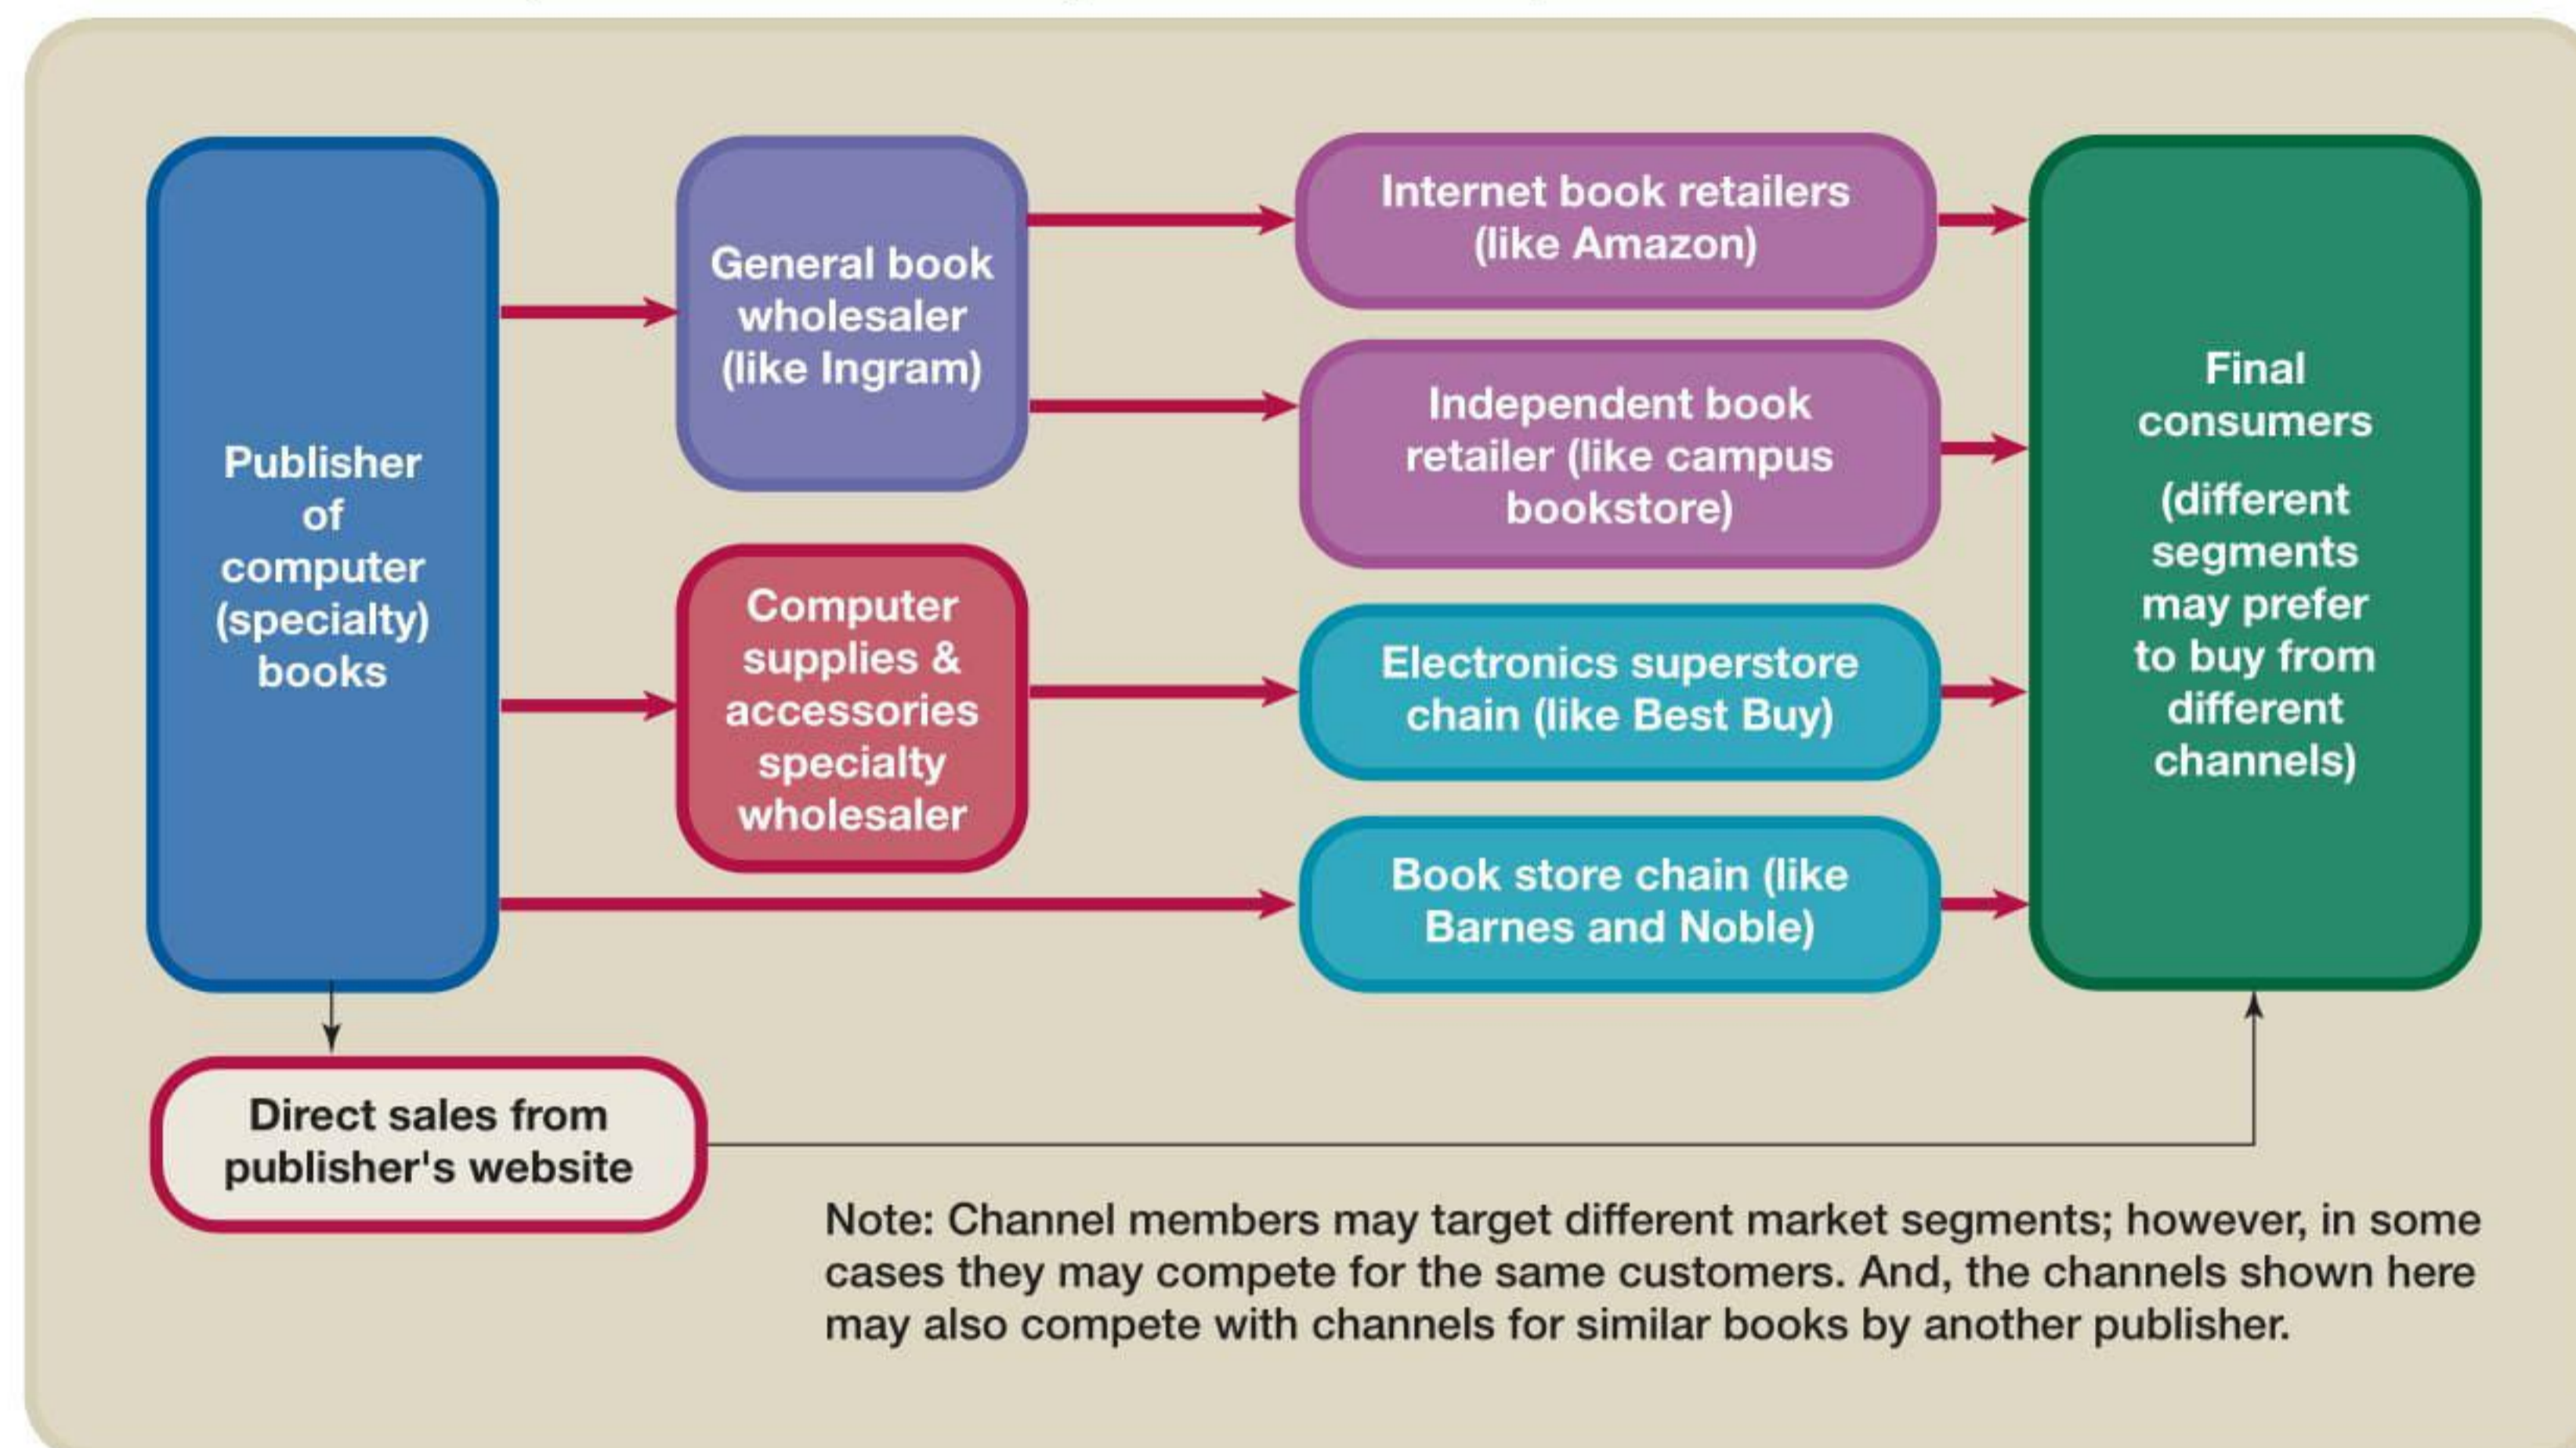 Publisher
of
computer
(specialty)
books
General book
wholesaler
(like Ingram)
Computer
supplies &
accessories
specialty
wholesaler
Internet book retailers
(like Amazon)
Independent book
retailer (like campus
bookstore)
Electronics superstore
chain (like Best Buy)
Book store chain (like
Barnes and Noble)
Final
consumers
(different
segments
may prefer
to buy from
different
channels)
Direct sales from
publisher's website
Note: Channel members may target different market segments; however, in some
cases they may compete for the same customers. And, the channels shown here
may also compete with channels for similar books by another publisher.